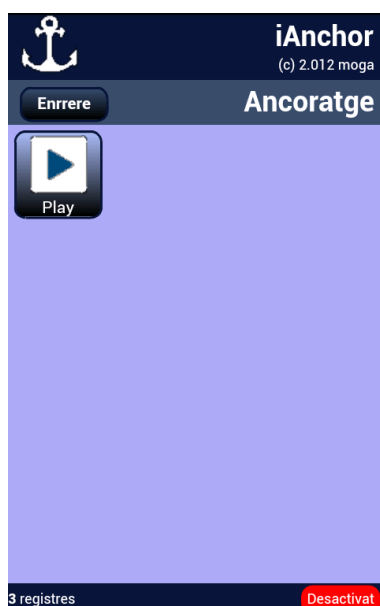 iAnchor
(c) 2.012 moga
Enrrere
Ancoratge
Play
3 registres
Desactivat